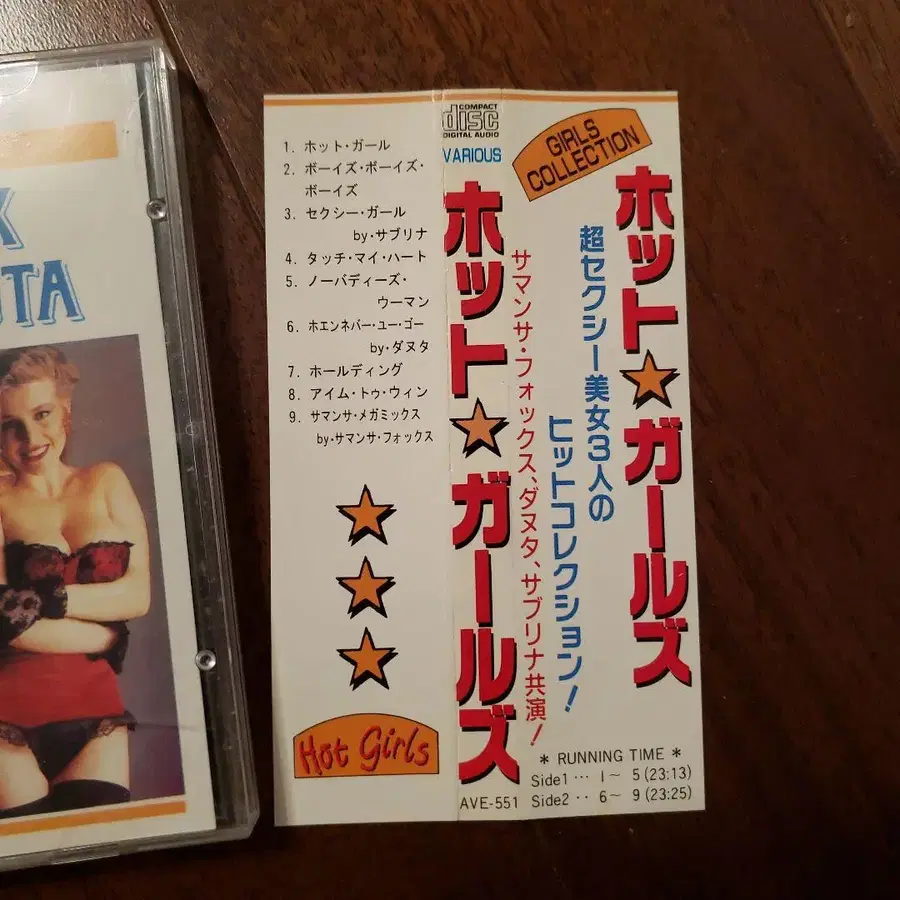 X
UTA
1. ホット・ガール
2. ボーイズ・ボーイズ・
ボーイズ
3. セクシー・ガール
by・サブリナ
4. タッチ・マイ・ハート
5. ノーバディーズ・
ウーマン
6. ホエンネバー・ユー・ゴー
by・ダヌタ
7. ホールディング
8. アイム・トゥ・ウィン
9. サマンサ・メガミックス
by・サマンサ・フォックス
Hot Girls
COMPACT
disc
DIGITAL AUDIO
VARIOUS
ホット★ガールズ
AVE-551
GIRLS
COLLECTION
ホット★ガールズ
超セクシー美女3人の
ヒットコレクション!
サマンサ・フォックス、ダヌタ、サブリナ共演!
* RUNNING TIME *
Side1 … 1～ 5 (23:13)
Side2 ‥ 6～ 9 (23:25)